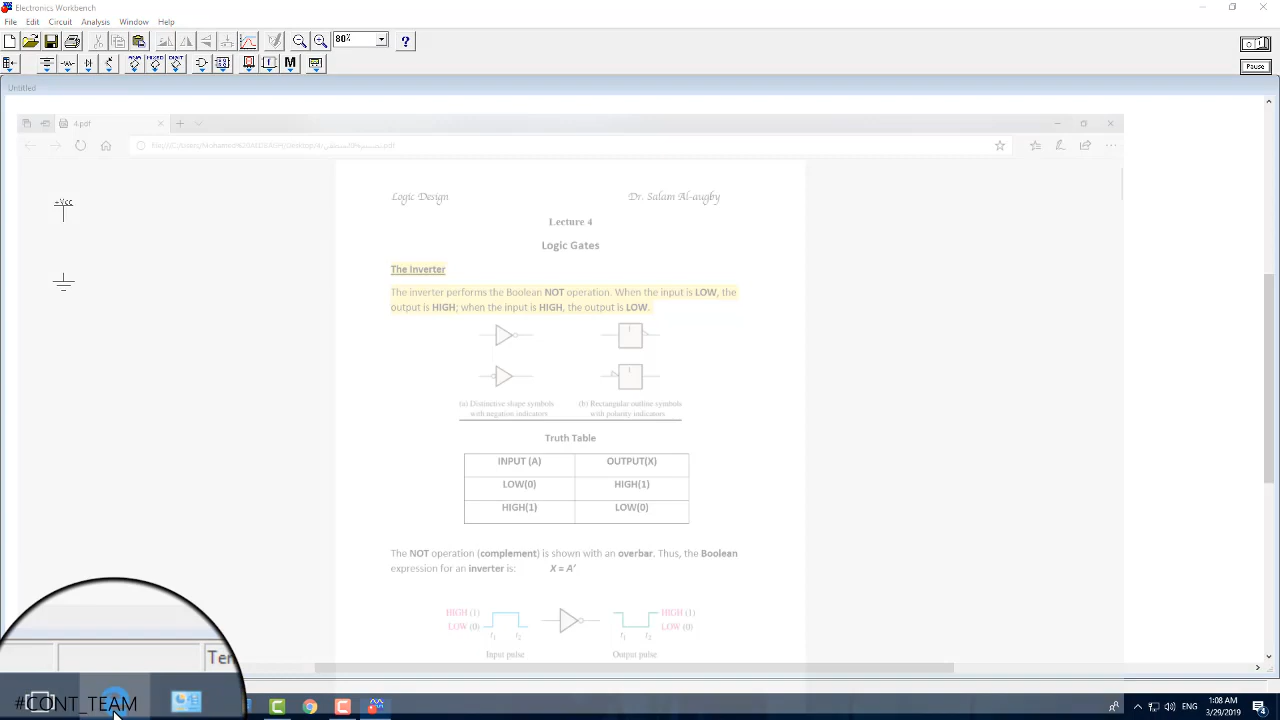 Electronics Workbench
File Edit Circuit Analysis Window Help
80%
Pause
Untitled
4.pdf
+Vcc
Logic Design Dr. Salam Al-augby
Lecture 4
Logic Gates
The Inverter
The inverter performs the Boolean NOT operation. When the input is LOW, the
output is HIGH; when the input is HIGH, the output is LOW.
(a) Distinctive shape symbols
with negation indicators
(b) Rectangular outline symbols
with polarity indicators
Truth Table
INPUT (A) OUTPUT(X)
LOW(0) HIGH(1)
HIGH(1) LOW(0)
The NOT operation (complement) is shown with an overbar. Thus, the Boolean
expression for an inverter is: X = A'
HIGH (1) HIGH (1)
LOW (0) LOW (0)
t1 t2 t1 t2
Input pulse Output pulse
Ter
#CONT_TEAM
ENG
1:08 AM
3/29/2019